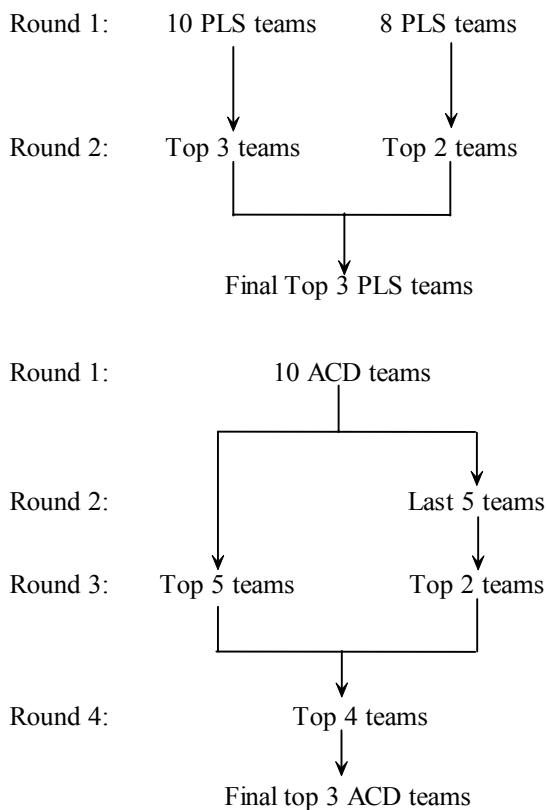 Round 1: 10 PLS teams 8 PLS teams
Round 2: Top 3 teams Top 2 teams
Final Top 3 PLS teams
Round 1: 10 ACD teams
Round 2: Last 5 teams
Round 3: Top 5 teams Top 2 teams
Round 4: Top 4 teams
Final top 3 ACD teams